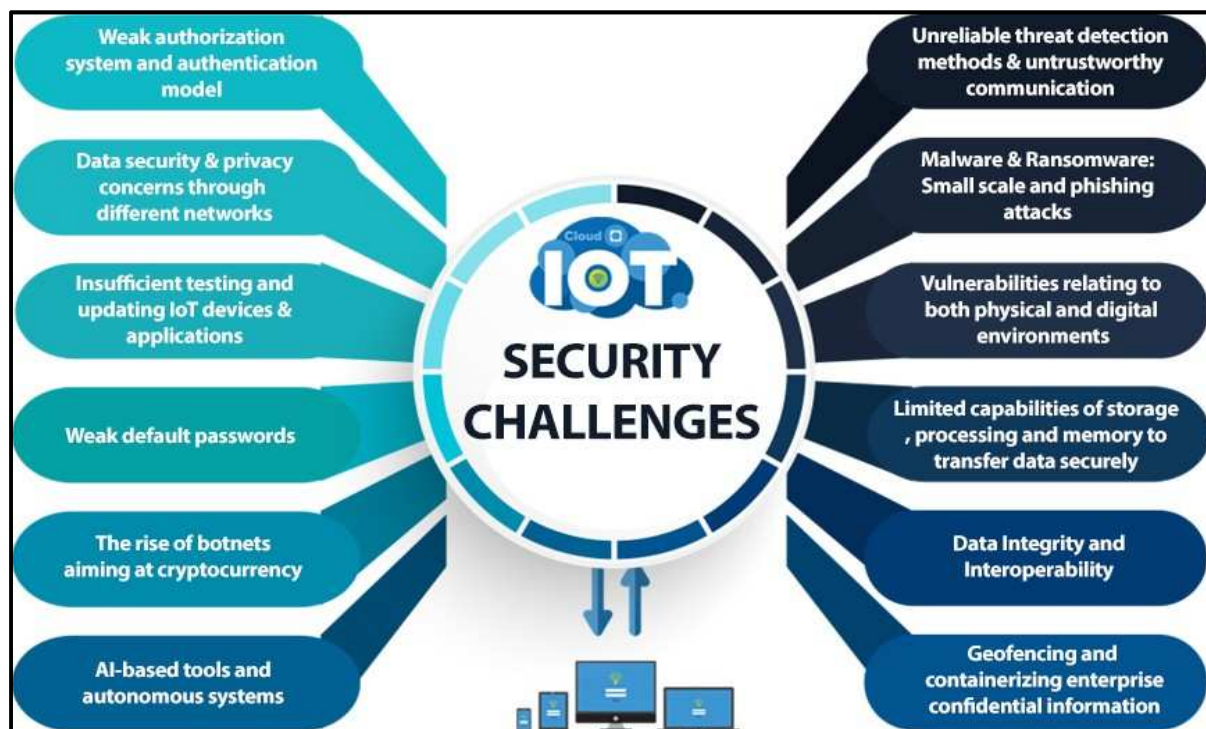 Weak authorization
system and authentication
model
Data security & privacy
concerns through
different networks
Insufficient testing and
updating IoT devices &
applications
Weak default passwords
The rise of botnets
aiming at cryptocurrency
AI-based tools and
autonomous systems
Cloud
IOT
SECURITY
CHALLENGES
Unreliable threat detection
methods & untrustworthy
communication
Malware & Ransomware:
Small scale and phishing
attacks
Vulnerabilities relating to
both physical and digital
environments
Limited capabilities of storage
, processing and memory to
transfer data securely
Data Integrity and
Interoperability
Geofencing and
containerizing enterprise
confidential information